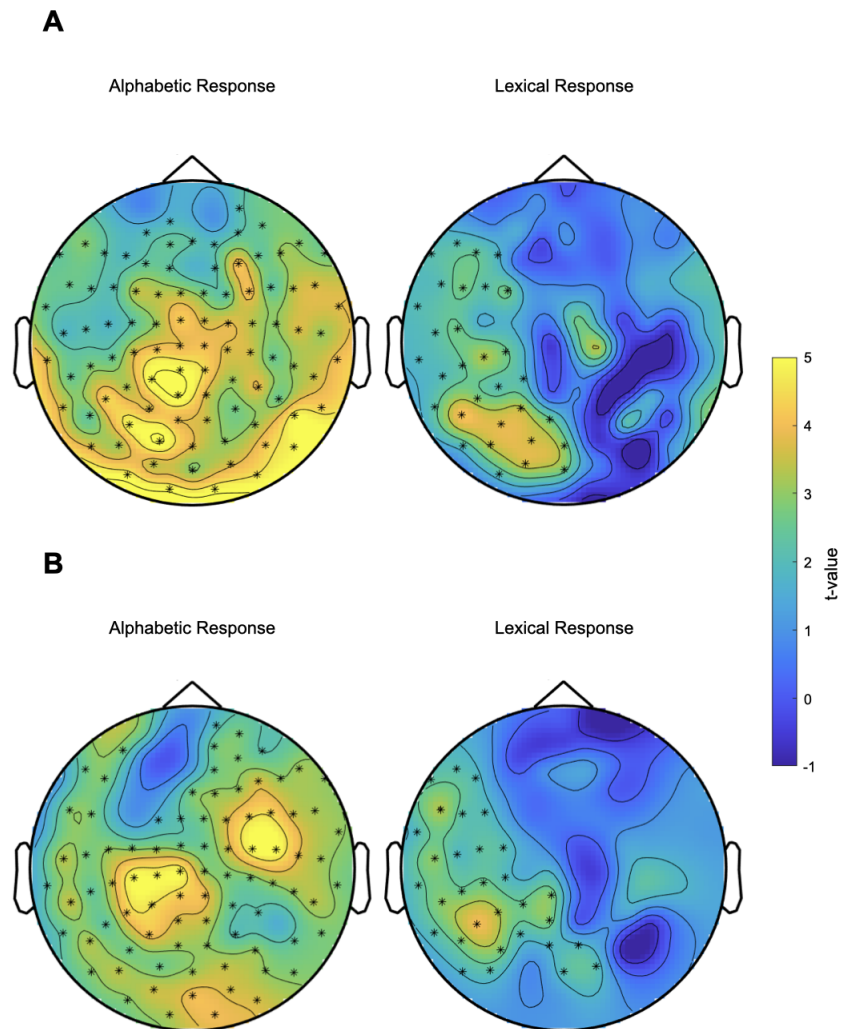 A
Alphabetic Response
Lexical Response
5
4
3
2
1
0
-1
t-value
B
Alphabetic Response
Lexical Response